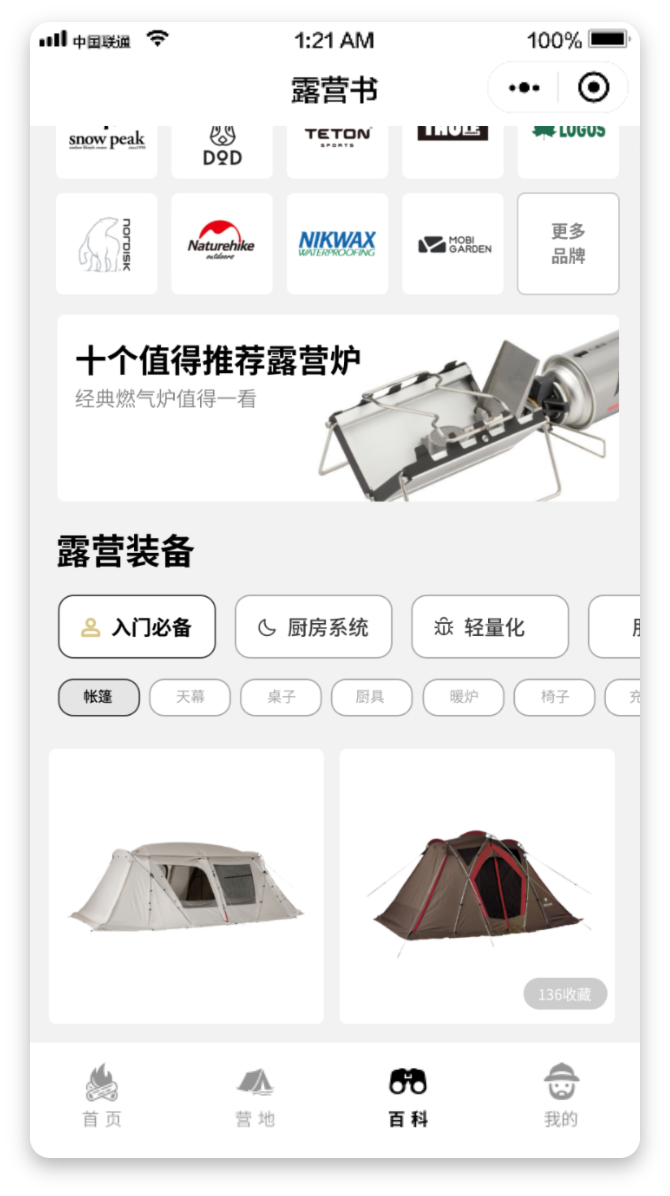 中国联通
1:21 AM
100%
露营书
snow peak
DOD
TETON
SPORTS
THULE
LOGOS
NORDISK
Naturehike
outdoors
NIKWAX
WATERPROOFING
MOBI
GARDEN
更多
品牌
十个值得推荐露营炉
经典燃气炉值得一看
露营装备
入门必备
厨房系统
轻量化
帐篷
天幕
桌子
厨具
暖炉
椅子
充
136收藏
首页
营地
百科
我的